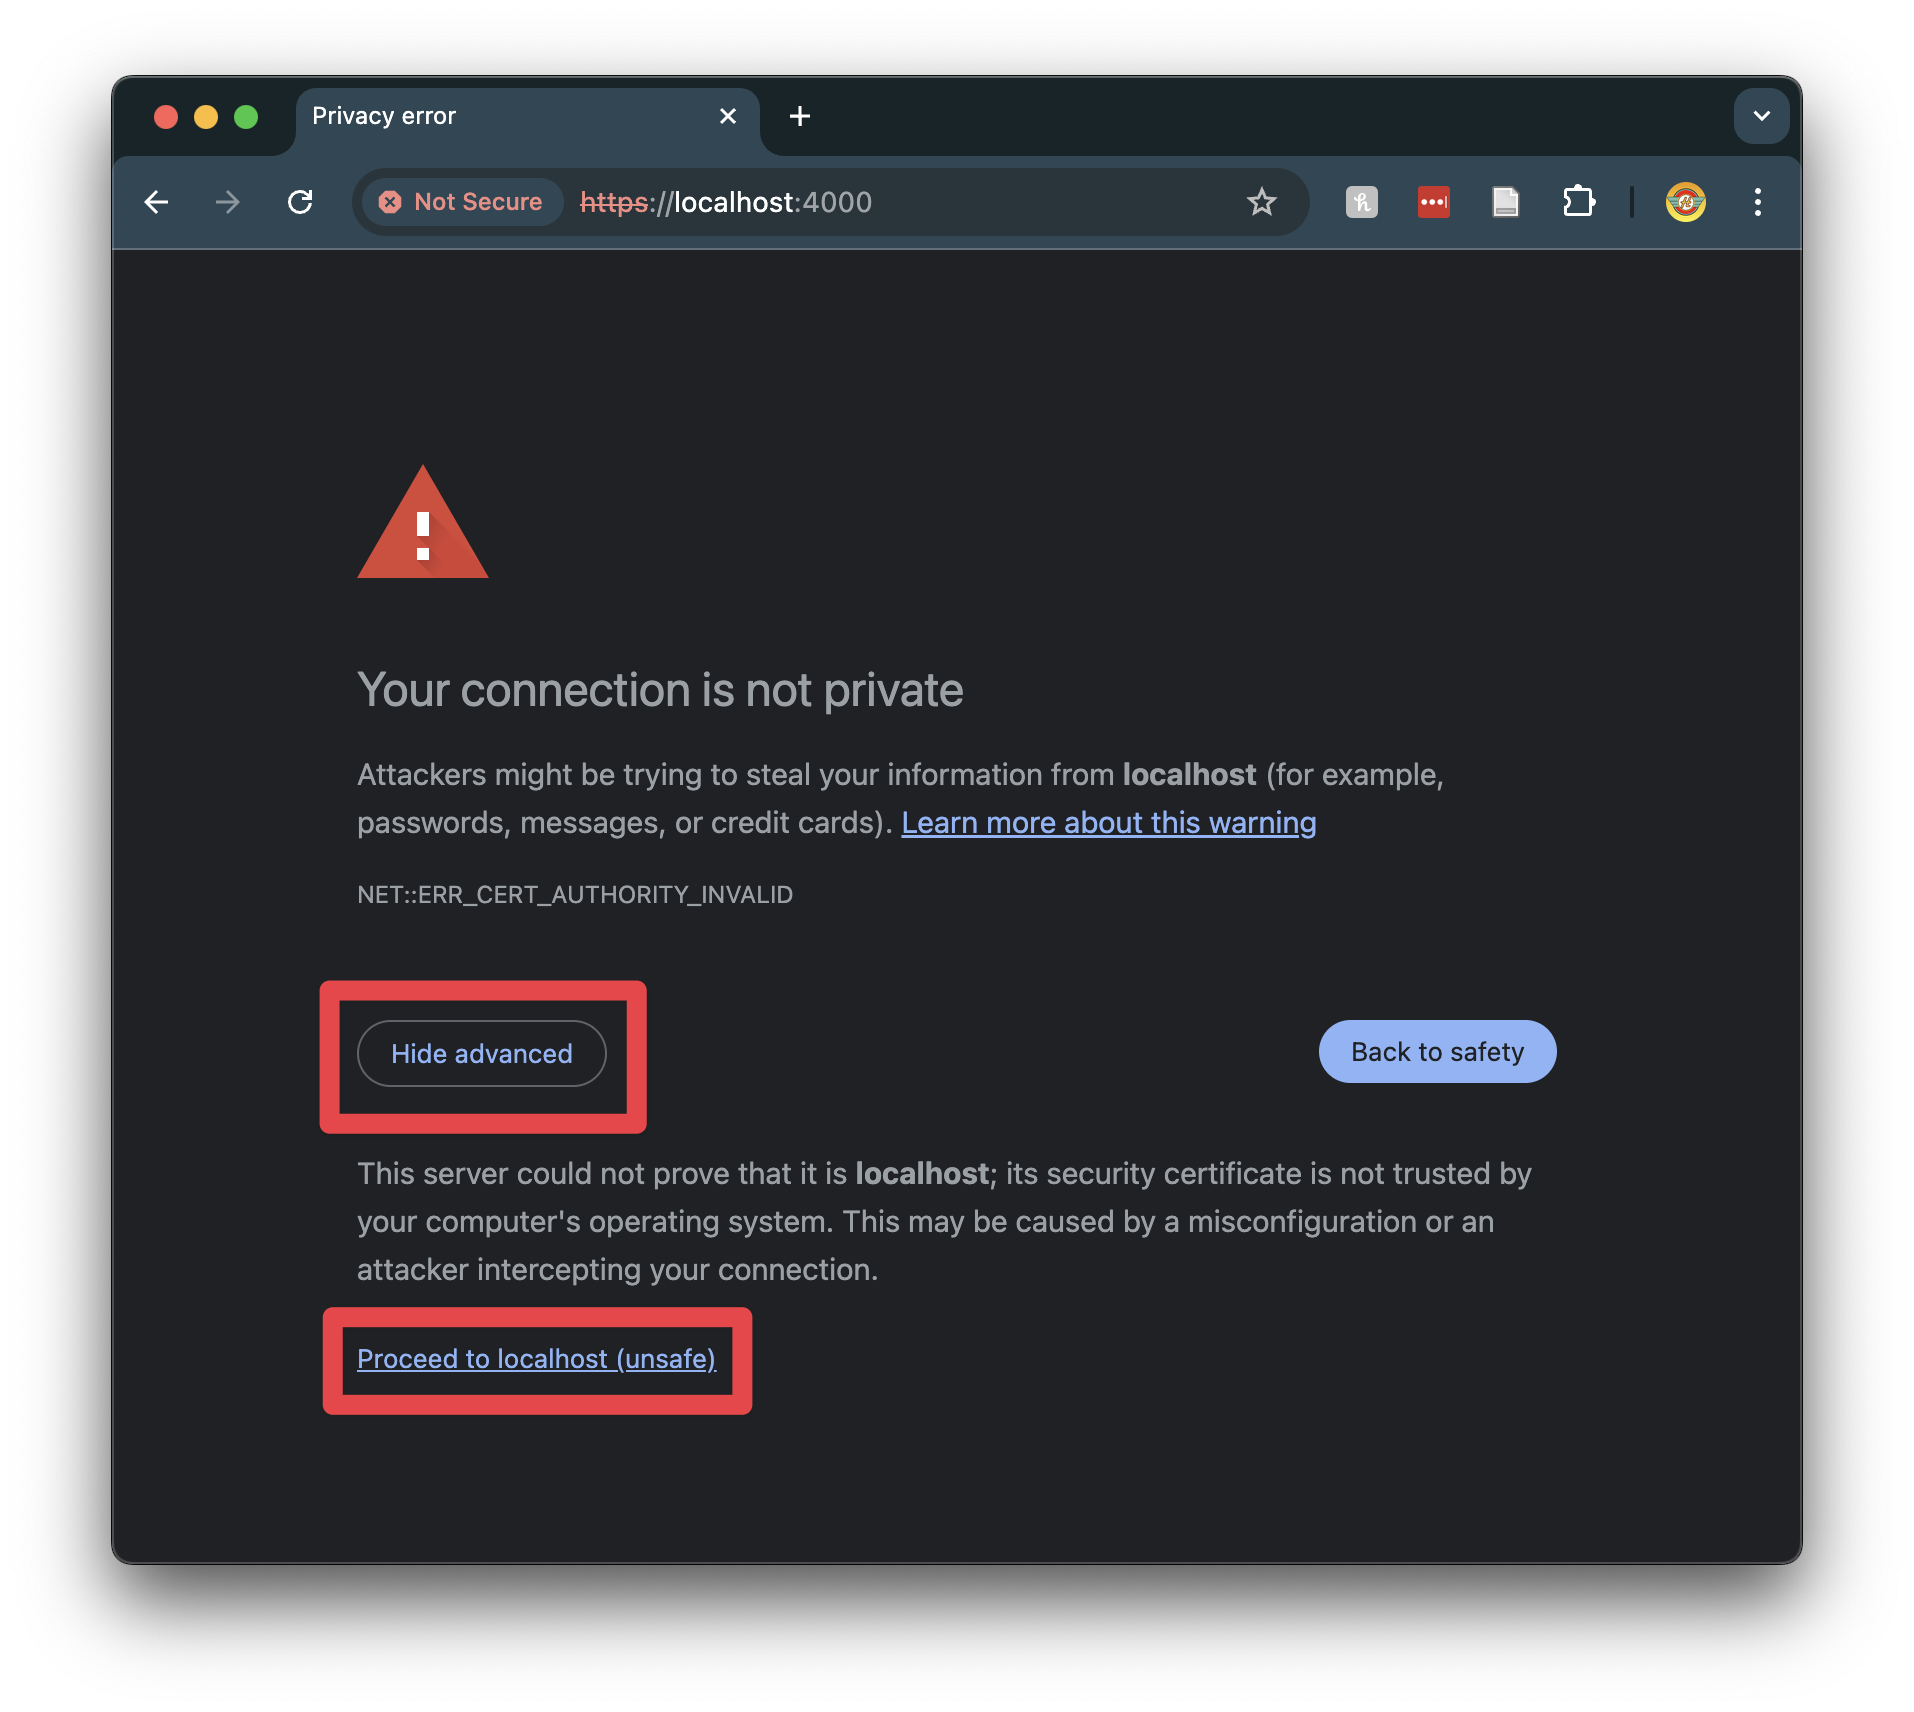 Privacy error
Not Secure https://localhost:4000
Your connection is not private
Attackers might be trying to steal your information from localhost (for example,
passwords, messages, or credit cards). Learn more about this warning
NET::ERR_CERT_AUTHORITY_INVALID
Hide advanced
Back to safety
This server could not prove that it is localhost; its security certificate is not trusted by
your computer's operating system. This may be caused by a misconfiguration or an
attacker intercepting your connection.
Proceed to localhost (unsafe)